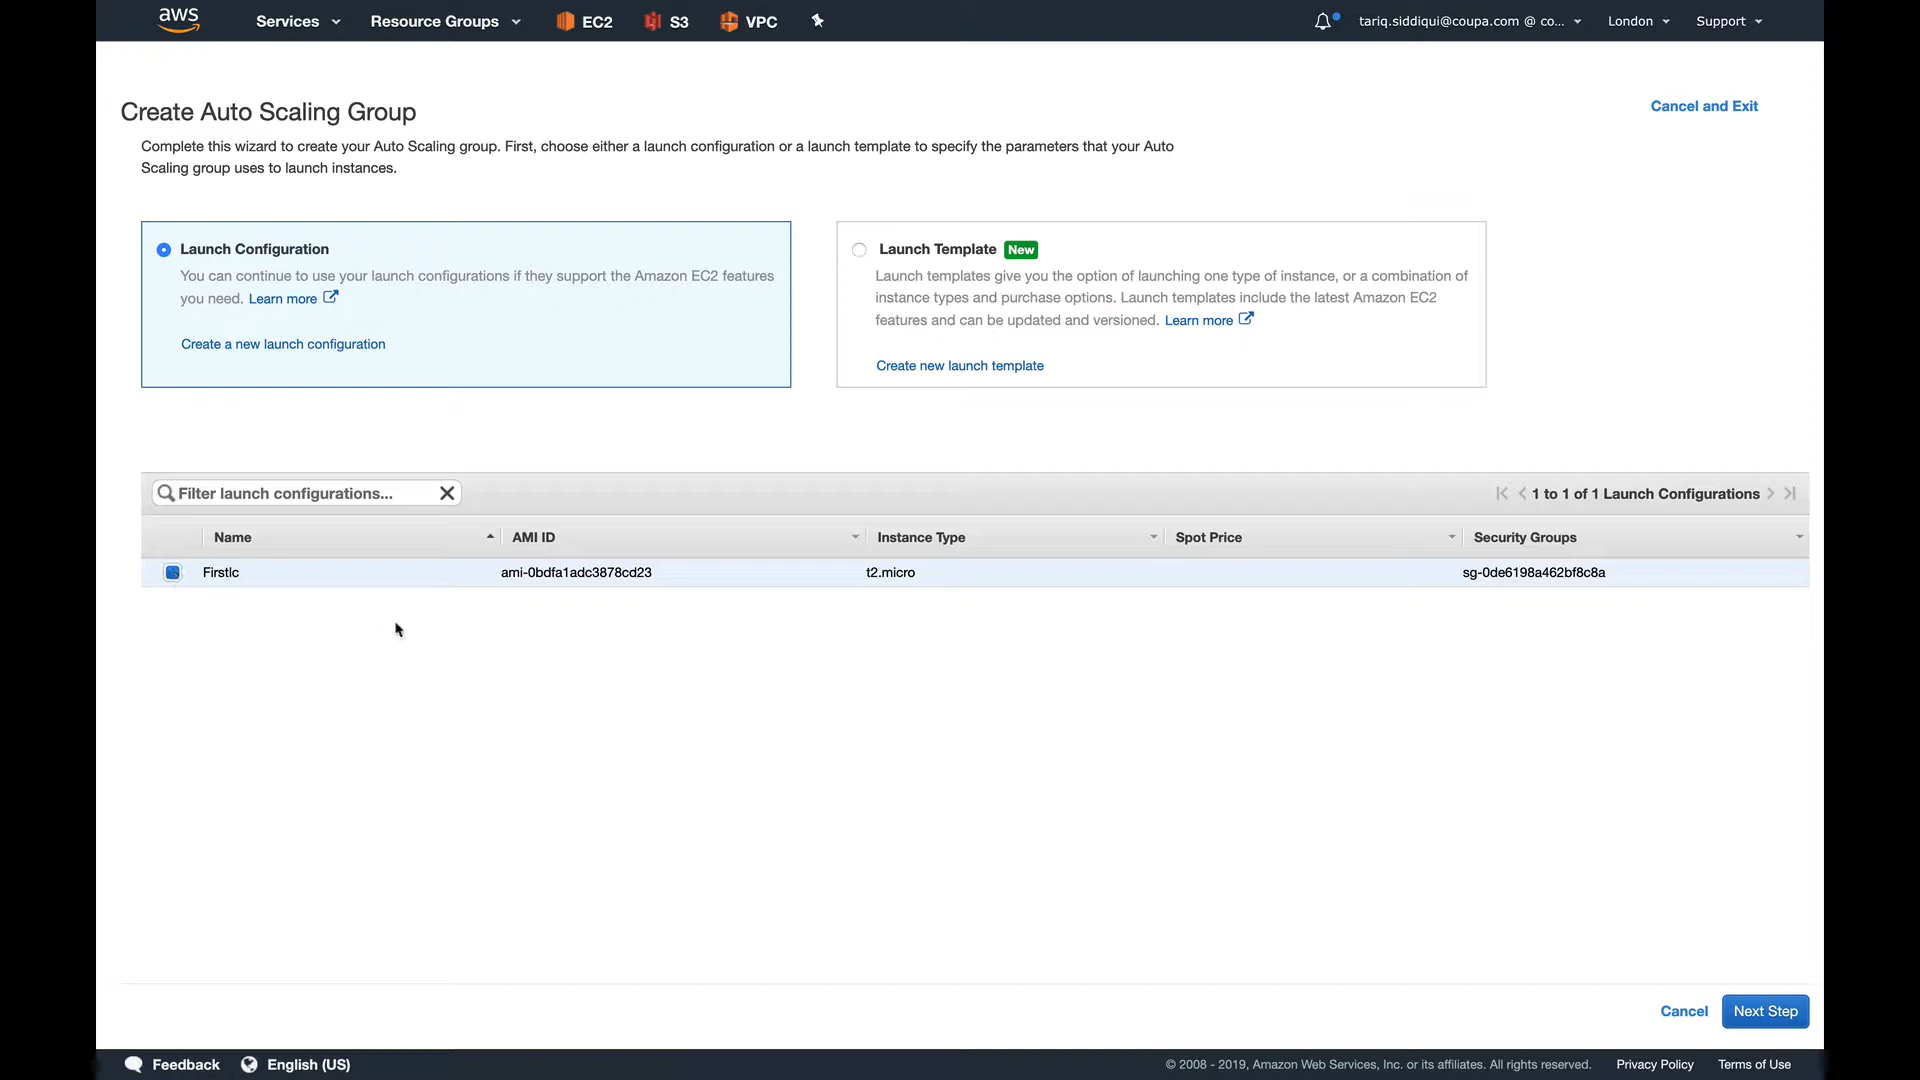 aws Services Resource Groups EC2 S3 VPC tariq.siddiqui@coupa.com @ co... London Support
Create Auto Scaling Group
Cancel and Exit
Complete this wizard to create your Auto Scaling group. First, choose either a launch configuration or a launch template to specify the parameters that your Auto
Scaling group uses to launch instances.
Launch Configuration
You can continue to use your launch configurations if they support the Amazon EC2 features
you need. Learn more
Create a new launch configuration
Launch Template New
Launch templates give you the option of launching one type of instance, or a combination of
instance types and purchase options. Launch templates include the latest Amazon EC2
features and can be updated and versioned. Learn more
Create new launch template
Filter launch configurations...
1 to 1 of 1 Launch Configurations
Name AMI ID Instance Type Spot Price Security Groups
Firstlc ami-0bdfa1adc3878cd23 t2.micro sg-0de6198a462bf8c8a
Cancel Next Step
Feedback English (US) © 2008 - 2019, Amazon Web Services, Inc. or its affiliates. All rights reserved. Privacy Policy Terms of Use